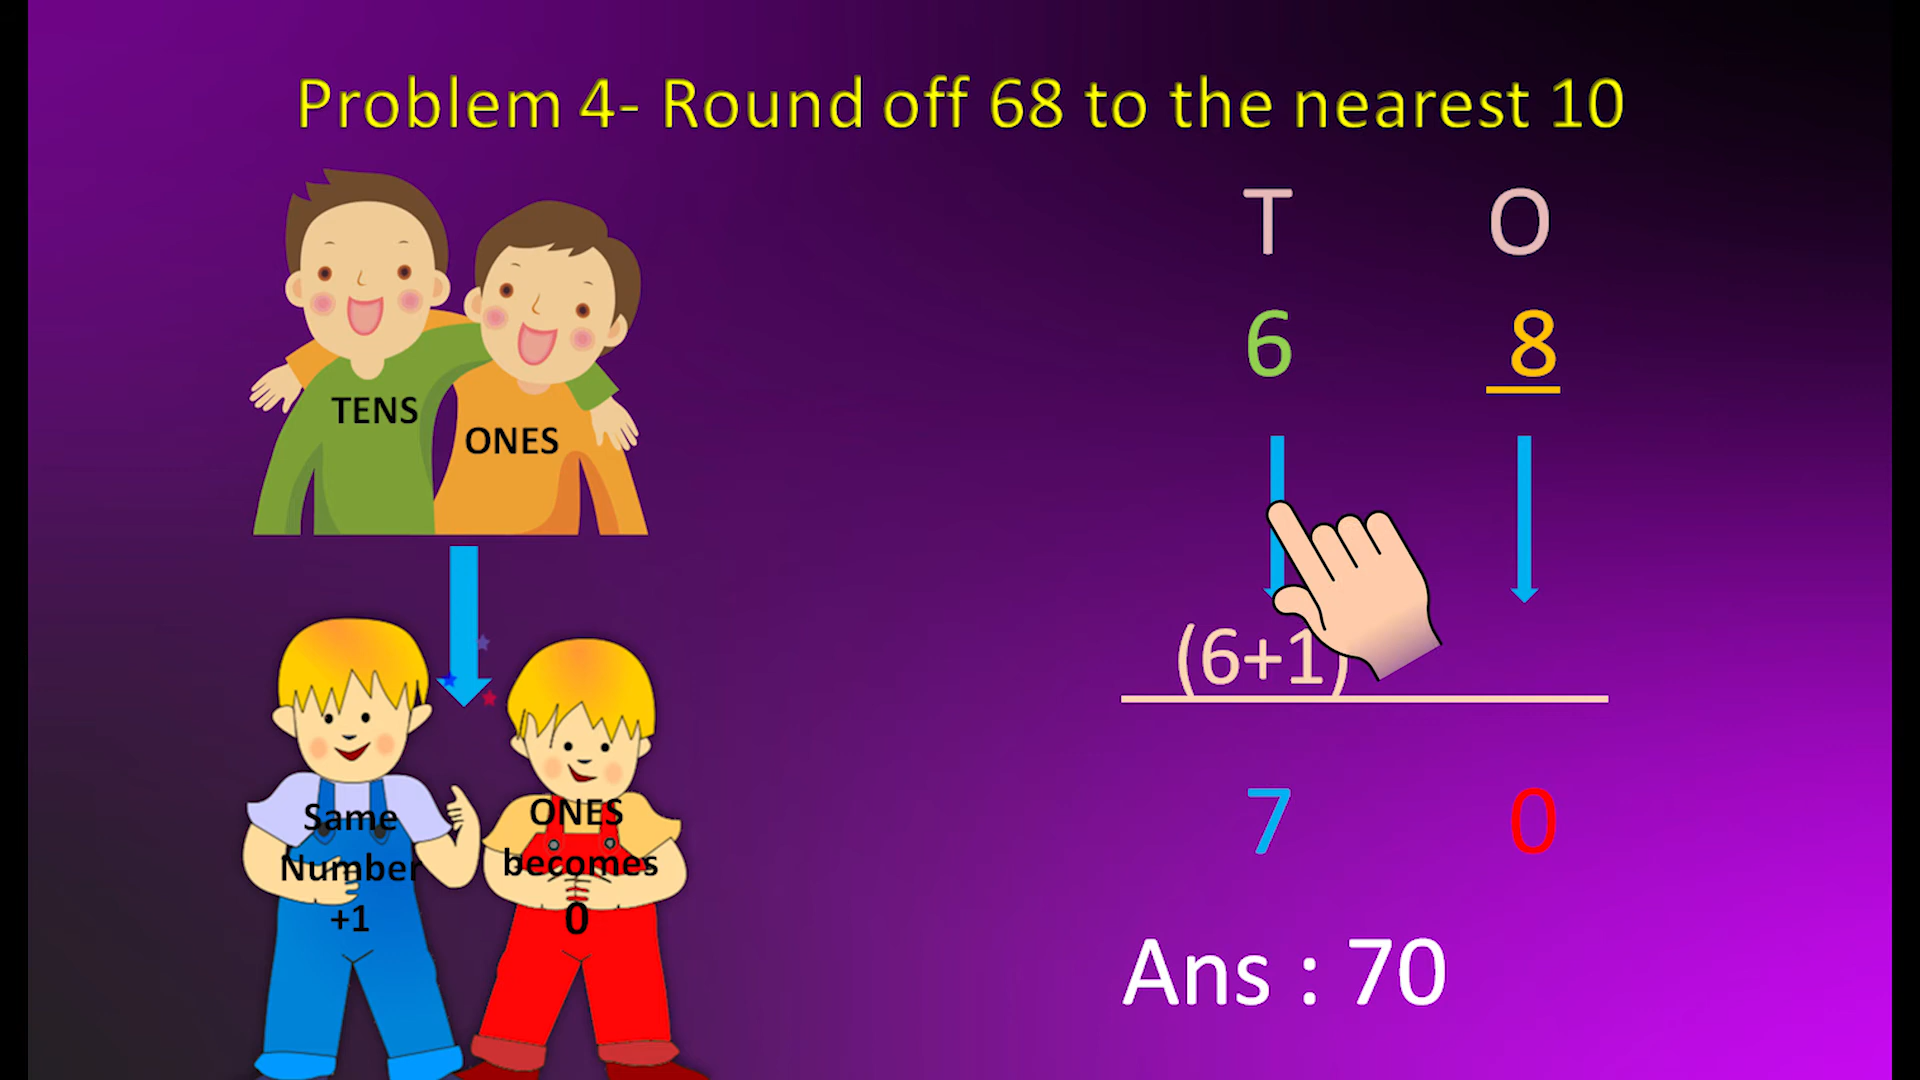 Problem 4- Round off 68 to the nearest 10
TENS
ONES
Same
Number
+1
ONES
becomes
0
T O
6 8
(6+1)
7 0
Ans : 70